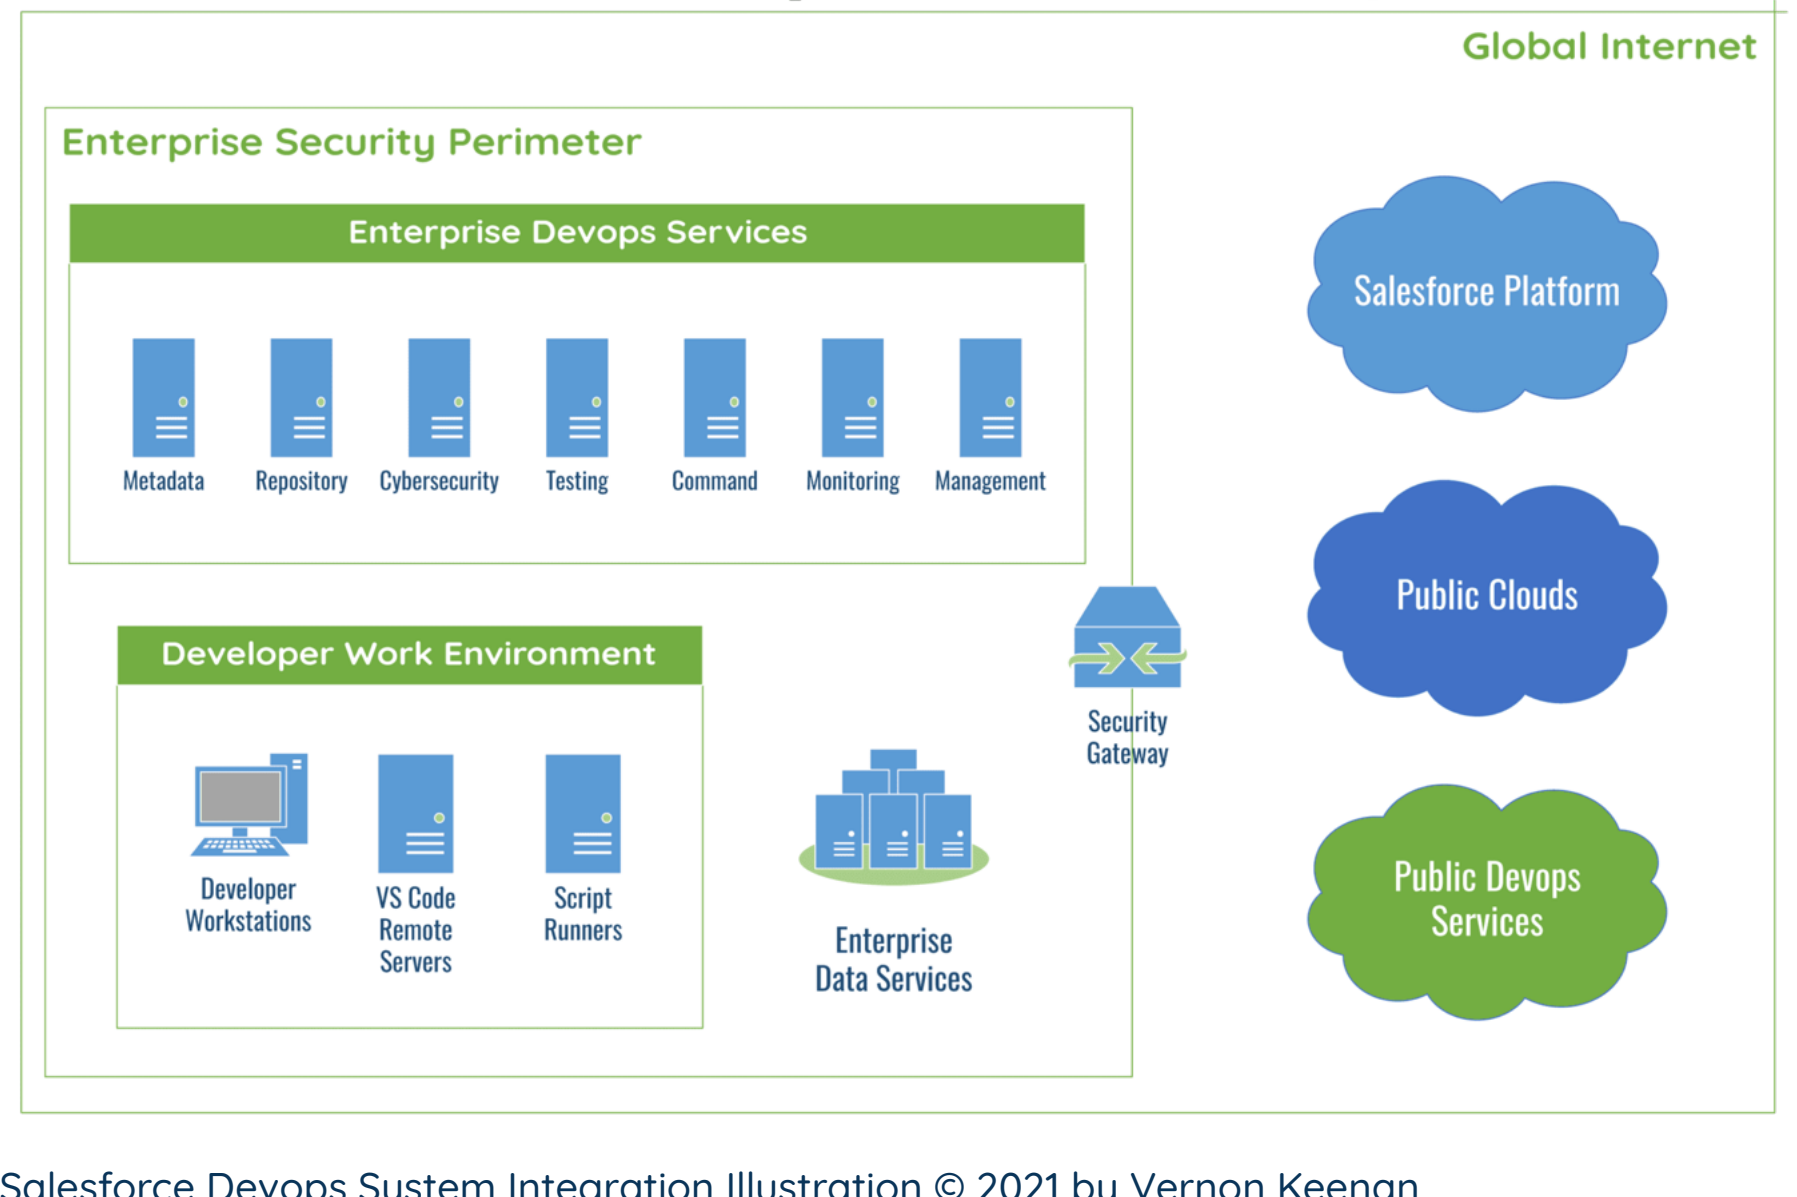 Global Internet
Enterprise Security Perimeter
Enterprise Devops Services
Metadata
Repository
Cybersecurity
Testing
Command
Monitoring
Management
Salesforce Platform
Public Clouds
Security
Gateway
Developer Work Environment
Developer
Workstations
VS Code
Remote
Servers
Script
Runners
Enterprise
Data Services
Public Devops
Services
Salesforce Devops System Integration Illustration © 2021 by Vernon Keenan